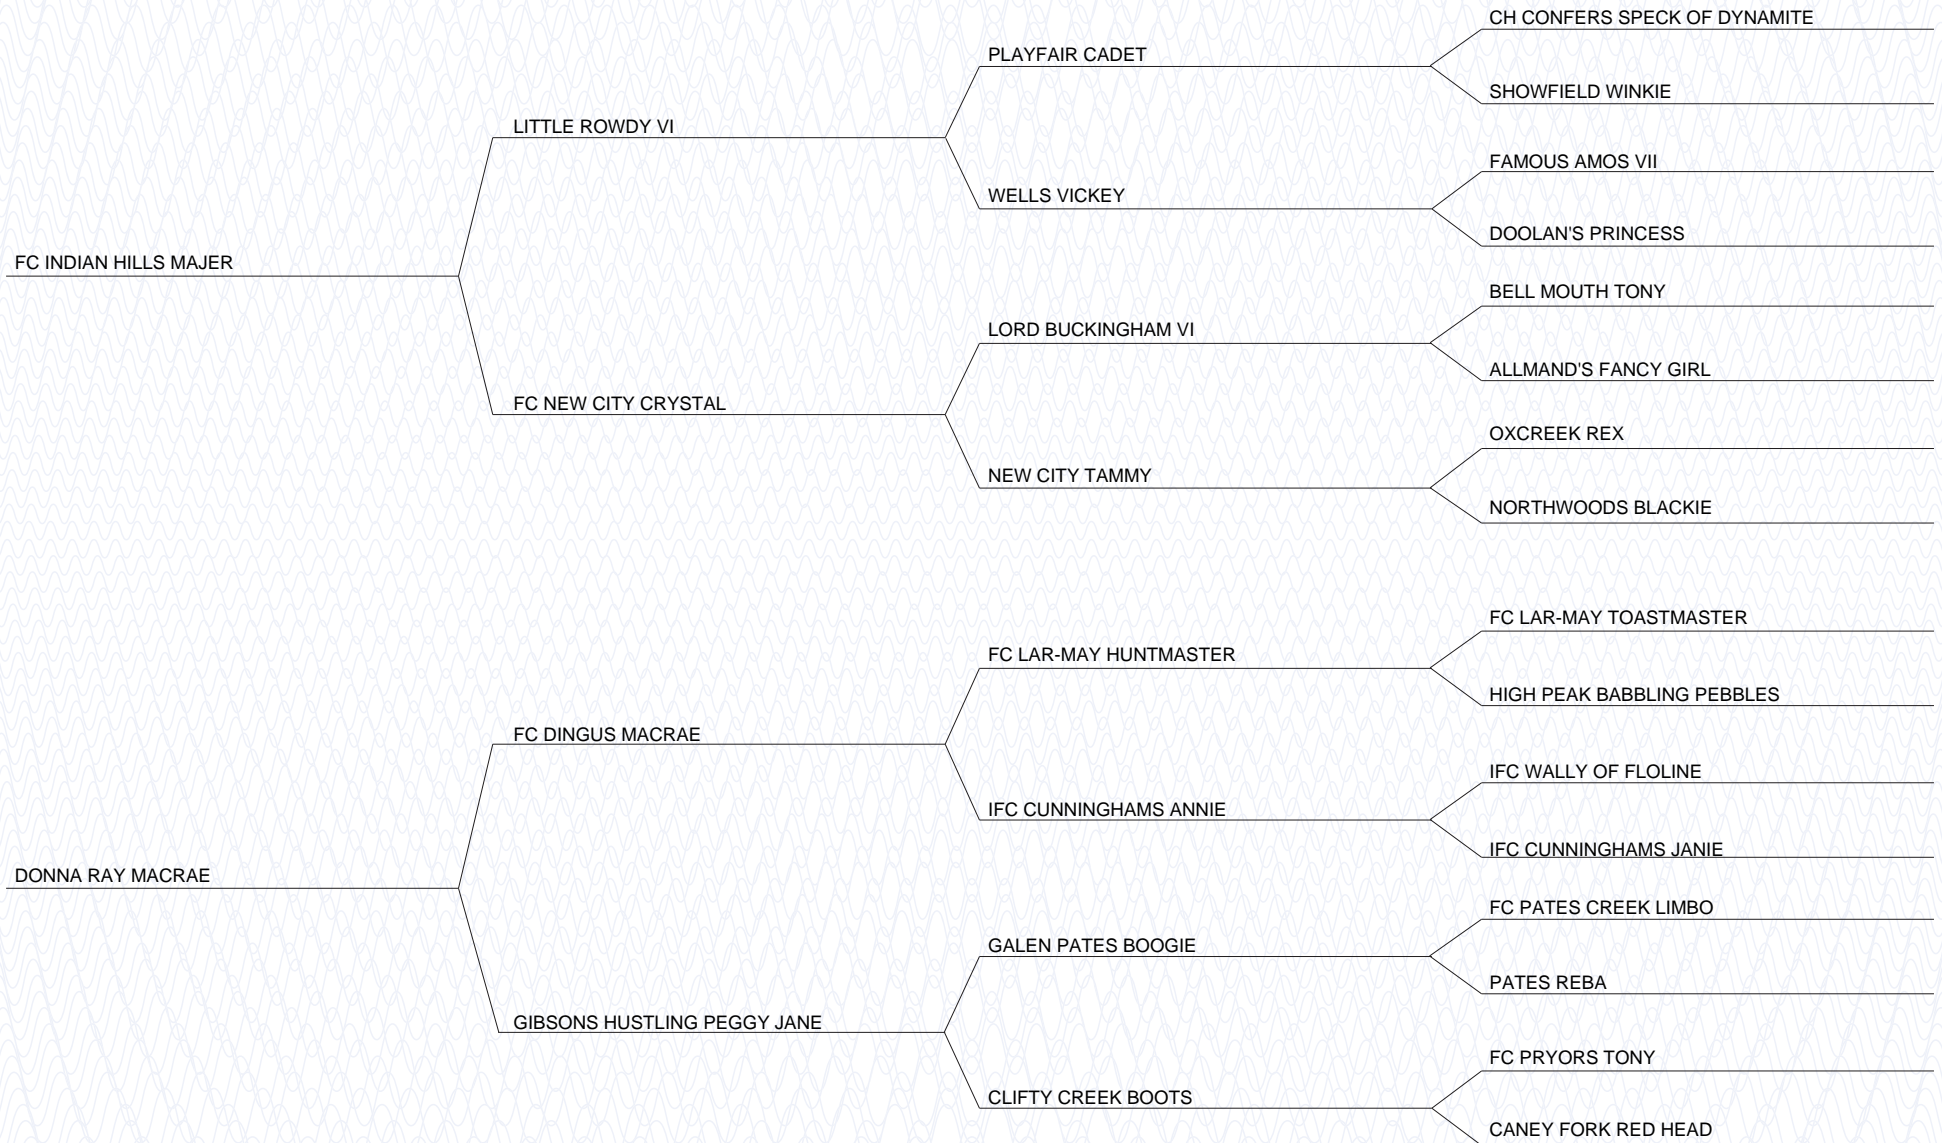 CH CONFERS SPECK OF DYNAMITE
PLAYFAIR CADET
SHOWFIELD WINKIE
LITTLE ROWDY VI
FAMOUS AMOS VII
WELLS VICKEY
DOOLAN'S PRINCESS
FC INDIAN HILLS MAJER
BELL MOUTH TONY
LORD BUCKINGHAM VI
ALLMAND'S FANCY GIRL
FC NEW CITY CRYSTAL
OXCREEK REX
NEW CITY TAMMY
NORTHWOODS BLACKIE
FC LAR-MAY TOASTMASTER
FC LAR-MAY HUNTMASTER
HIGH PEAK BABBLING PEBBLES
FC DINGUS MACRAE
IFC WALLY OF FLOLINE
IFC CUNNINGHAMS ANNIE
IFC CUNNINGHAMS JANIE
DONNA RAY MACRAE
FC PATES CREEK LIMBO
GALEN PATES BOOGIE
PATES REBA
GIBSONS HUSTLING PEGGY JANE
FC PRYORS TONY
CLIFTY CREEK BOOTS
CANEY FORK RED HEAD